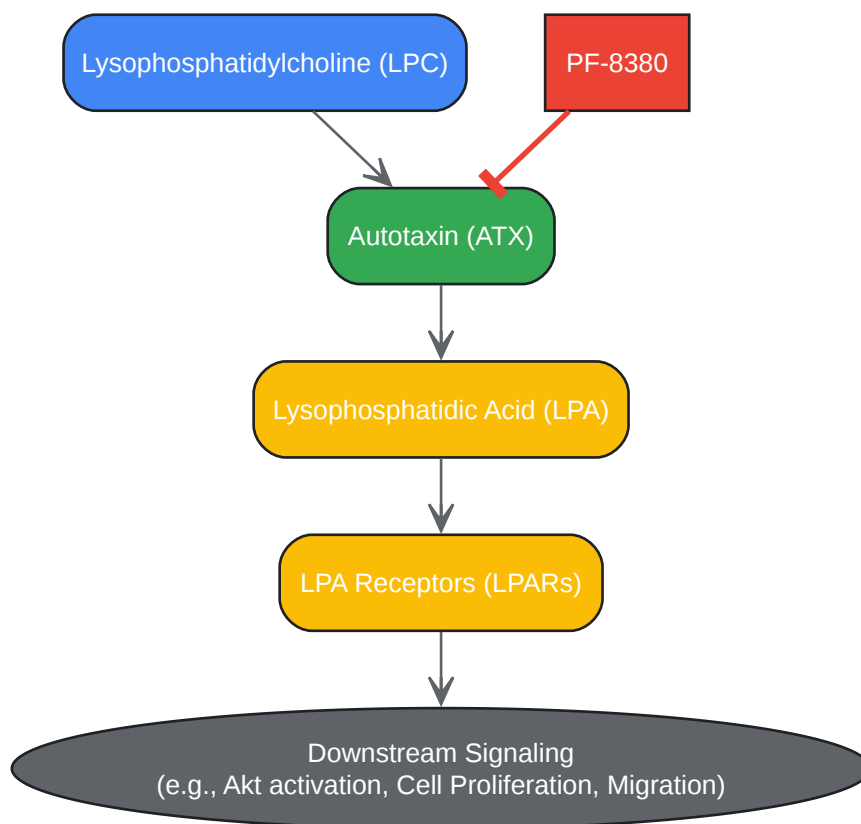 Lysophosphatidylcholine (LPC)
PF-8380
Autotaxin (ATX)
Lysophosphatidic Acid (LPA)
LPA Receptors (LPARs)
Downstream Signaling
(e.g., Akt activation, Cell Proliferation, Migration)